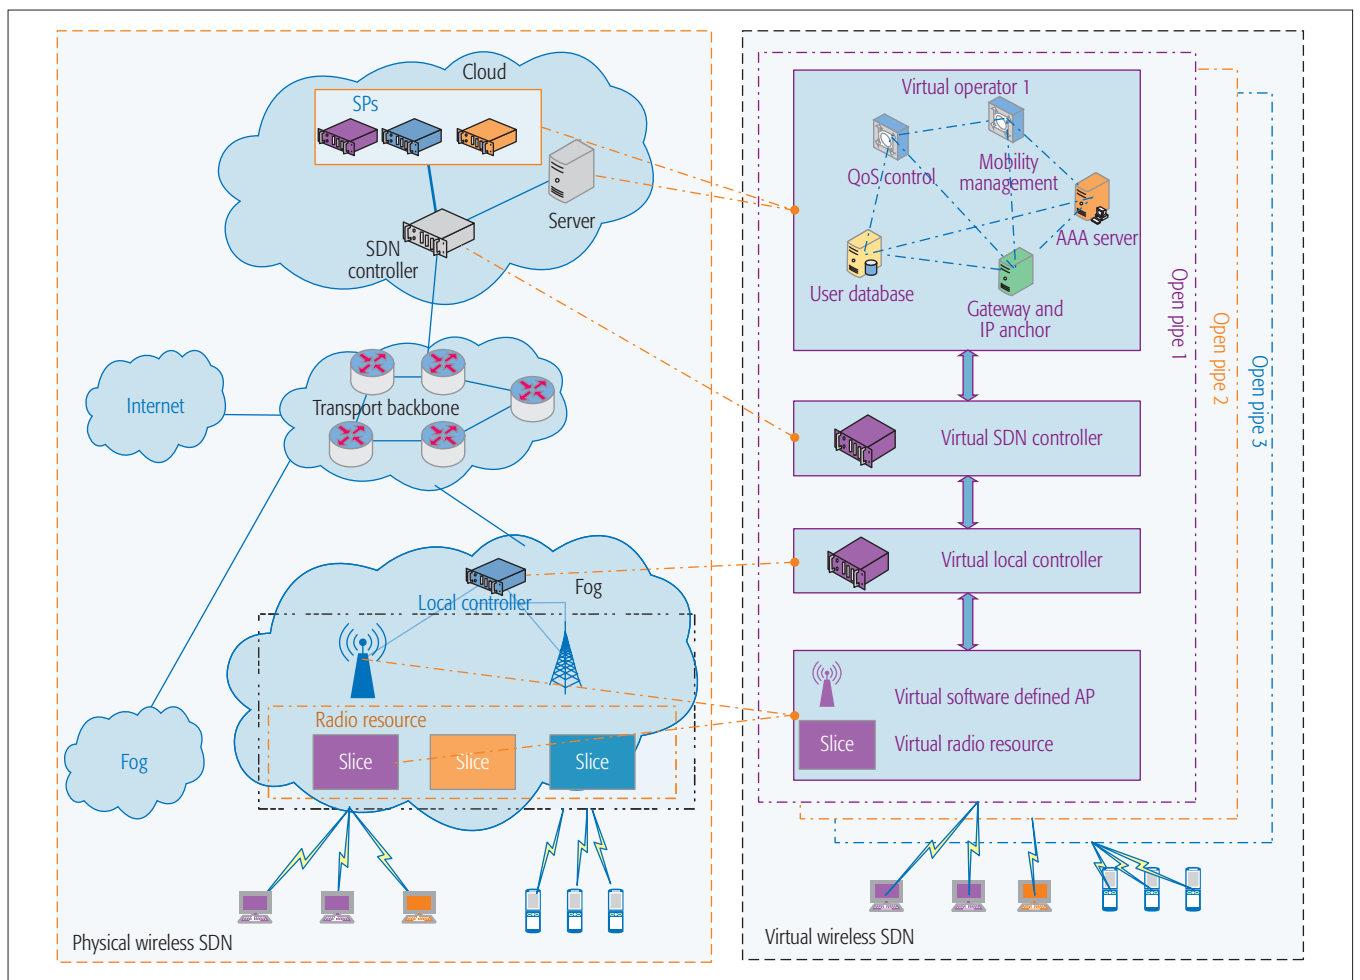 Cloud
SPs
Server
SDN
controller
Internet
Transport backbone
Fog
Local controller
Fog
Radio resource
Slice
Slice
Slice
Physical wireless SDN
Virtual operator 1
QoS control
Mobility
management
AAA server
User database
Gateway and
IP anchor
Virtual SDN controller
Virtual local controller
Virtual software defined AP
Slice
Virtual radio resource
Open pipe 1
Open pipe 2
Open pipe 3
Virtual wireless SDN